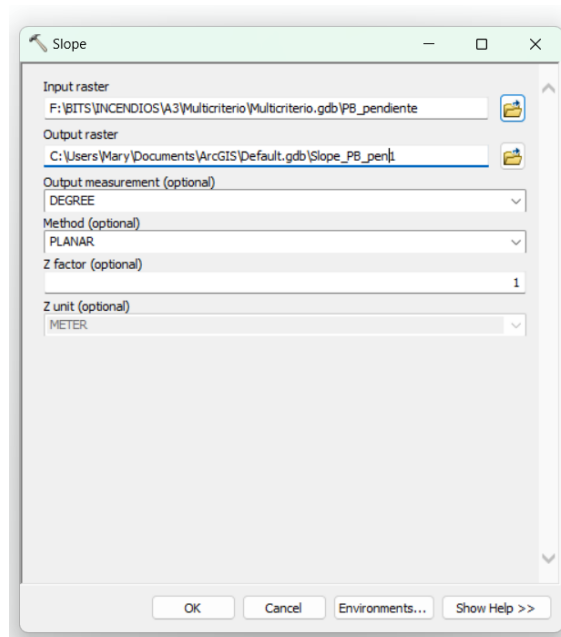 Slope
Input raster
F:\BITS\INCENDIOS\A3\Multicriterio\Multicriterio.gdb\PB_pendiente
Output raster
C:\Users\Mary\Documents\ArcGIS\Default.gdb\Slope_PB_pen1
Output measurement (optional)
DEGREE
Method (optional)
PLANAR
Z factor (optional)
1
Z unit (optional)
METER
OK Cancel Environments... Show Help >>